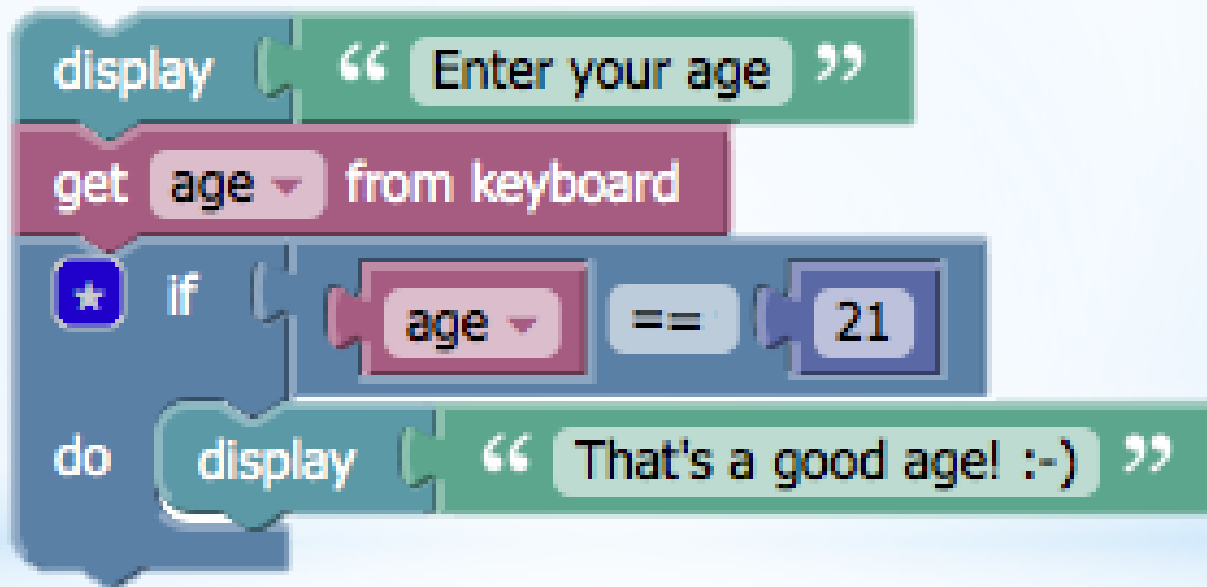 display “ Enter your age ”
get age from keyboard
* if age == 21
do display “ That's a good age! :-) ”